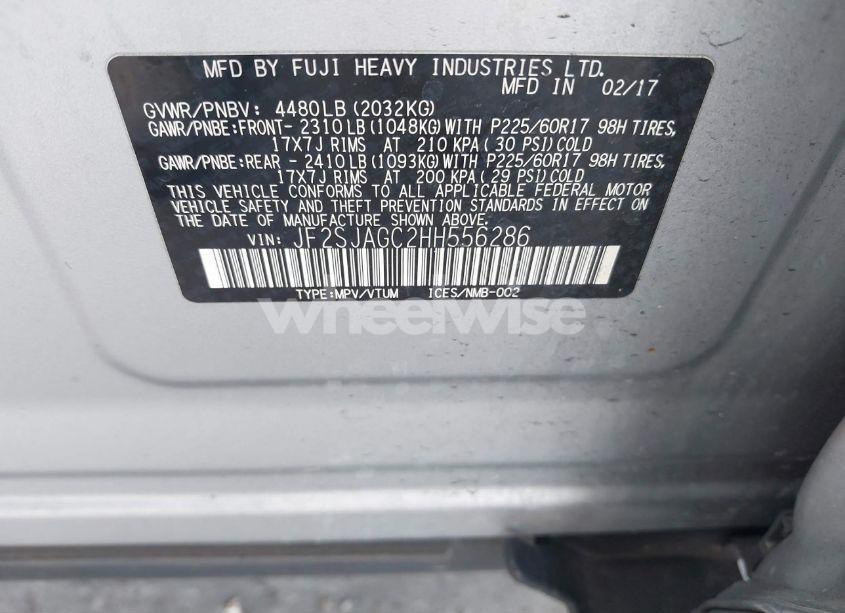 MFD BY FUJI HEAVY INDUSTRIES LTD.
MFD IN 02/17
GVWR/PNBV: 4480LB (2032KG)
GAWR/PNBE:FRONT- 2310LB (1048KG)WITH P225/60R17 98H TIRES,
17X7J RIMS AT 210 KPA (30 PSI)COLD
GAWR/PNBE:REAR - 2410LB (1093KG)WITH P225/60R17 98H TIRES,
17X7J RIMS AT 200 KPA (29 PSI)COLD
THIS VEHICLE CONFORMS TO ALL APPLICABLE FEDERAL MOTOR
VEHICLE SAFETY AND THEFT PREVENTION STANDARDS IN EFFECT ON
THE DATE OF MANUFACTURE SHOWN ABOVE.
VIN: JF2SJAGC2HH556286
TYPE:MPV/VTUM ICES/NMB-002
wheelwise